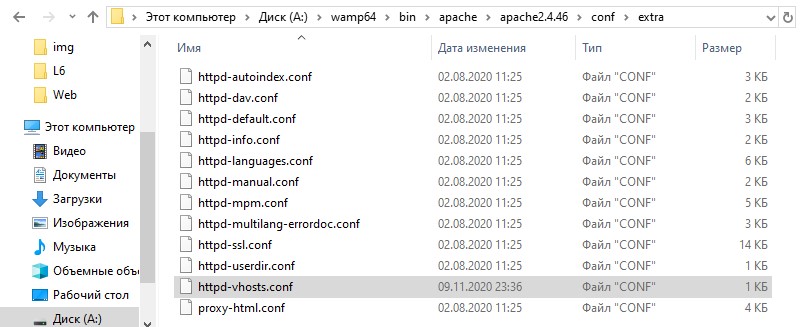 Этот компьютер > Диск (A:) > wamp64 > bin > apache > apache2.4.46 > conf > extra
Имя Дата изменения Тип Размер
httpd-autoindex.conf 02.08.2020 11:25 Файл "CONF" 3 КБ
httpd-dav.conf 02.08.2020 11:25 Файл "CONF" 2 КБ
httpd-default.conf 02.08.2020 11:25 Файл "CONF" 3 КБ
httpd-info.conf 02.08.2020 11:25 Файл "CONF" 2 КБ
httpd-languages.conf 02.08.2020 11:25 Файл "CONF" 6 КБ
httpd-manual.conf 02.08.2020 11:25 Файл "CONF" 2 КБ
httpd-mpm.conf 02.08.2020 11:25 Файл "CONF" 5 КБ
httpd-multilang-errordoc.conf 02.08.2020 11:25 Файл "CONF" 3 КБ
httpd-ssl.conf 02.08.2020 11:25 Файл "CONF" 14 КБ
httpd-userdir.conf 02.08.2020 11:25 Файл "CONF" 1 КБ
httpd-vhosts.conf 09.11.2020 23:36 Файл "CONF" 1 КБ
proxy-html.conf 02.08.2020 11:25 Файл "CONF" 2 КБ
img
L6
Web
Этот компьютер
Видео
Документы
Загрузки
Изображения
Музыка
Объемные объ
Рабочий стол
Диск (A:)